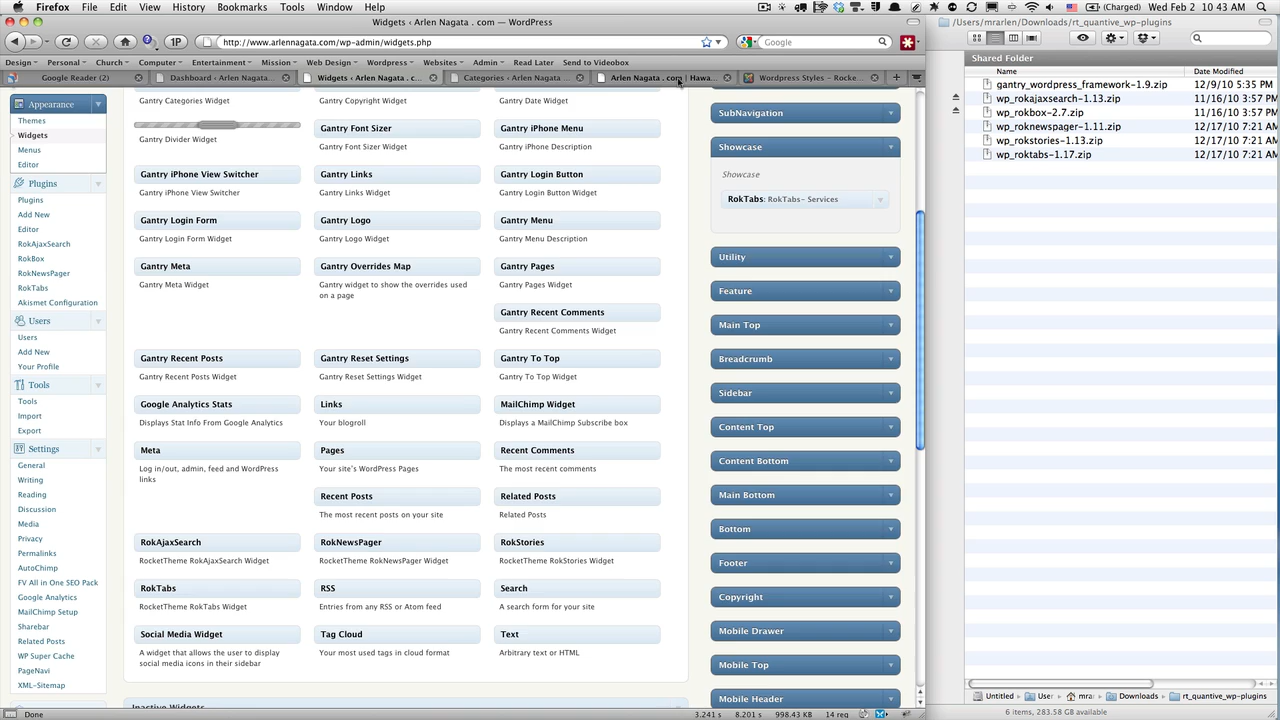 Firefox File Edit View History Bookmarks Tools Window Help (Charged) Wed Feb 2 10:43 AM
Widgets ‹ Arlen Nagata . com — WordPress
/Users/mrarlen/Downloads/rt_quantive_wp-plugins
1P http://www.arlennagata.com/wp-admin/widgets.php Google
Design Personal Church Computer Entertainment Mission Web Design Wordpress Websites Admin Read Later Send to Videobox
Google Reader (2) Dashboard ‹ Arlen Nagata .... Widgets ‹ Arlen Nagata . c... Categories ‹ Arlen Nagata .... Arlen Nagata . com | Hawa... Wordpress Styles - Rocke...
Shared Folder
Name Date Modified
gantry_wordpress_framework-1.9.zip 12/9/10 5:35 PM
wp_rokajaxsearch-1.13.zip 11/16/10 3:57 P
wp_rokbox-2.7.zip 11/16/10 3:57 P
wp_roknewspager-1.11.zip 12/17/10 7:21 A
wp_rokstories-1.13.zip 12/17/10 7:21 A
wp_roktabs-1.17.zip 12/17/10 7:21 A
Untitled User mra Downloads rt_quantive_wp-plugins
6 items, 283.58 GB available
Appearance
Themes
Widgets
Menus
Editor
Plugins
Plugins
Add New
Editor
RokAjaxSearch
RokBox
RokNewsPager
RokTabs
Akismet Configuration
Users
Users
Add New
Your Profile
Tools
Tools
Import
Export
Settings
General
Writing
Reading
Discussion
Media
Privacy
Permalinks
AutoChimp
FV All in One SEO Pack
Google Analytics
MailChimp Setup
Sharebar
Related Posts
WP Super Cache
PageNavi
XML-Sitemap
Gantry Categories Widget Gantry Copyright Widget Gantry Date Widget
Gantry Font Sizer Gantry iPhone Menu
Gantry Divider Widget Gantry Font Sizer Widget Gantry iPhone Description
Gantry iPhone View Switcher Gantry Links Gantry Login Button
Gantry iPhone View Switcher Gantry Links Widget Gantry Login Button Widget
Gantry Login Form Gantry Logo Gantry Menu
Gantry Login Form Widget Gantry Logo Widget Gantry Menu Description
Gantry Meta Gantry Overrides Map Gantry Pages
Gantry Meta Widget Gantry widget to show the overrides used Gantry Pages Widget
on a page
Gantry Recent Comments
Gantry Recent Comments Widget
Gantry Recent Posts Gantry Reset Settings Gantry To Top
Gantry Recent Posts Widget Gantry Reset Settings Widget Gantry To Top Widget
Google Analytics Stats Links MailChimp Widget
Displays Stat Info From Google Analytics Your blogroll Displays a MailChimp Subscribe box
Meta Pages Recent Comments
Log in/out, admin, feed and WordPress Your site's WordPress Pages The most recent comments
links
Recent Posts Related Posts
The most recent posts on your site Related Posts
RokAjaxSearch RokNewsPager RokStories
RocketTheme RokAjaxSearch Widget RocketTheme RokNewsPager Widget RocketTheme RokStories Widget
RokTabs RSS Search
RocketTheme RokTabs Widget Entries from any RSS or Atom feed A search form for your site
Social Media Widget Tag Cloud Text
A widget that allows the user to display Your most used tags in cloud format Arbitrary text or HTML
social media icons in their sidebar
Inactive Widgets
SubNavigation
Showcase
Showcase
RokTabs: RokTabs- Services
Utility
Feature
Main Top
Breadcrumb
Sidebar
Content Top
Content Bottom
Main Bottom
Bottom
Footer
Copyright
Mobile Drawer
Mobile Top
Mobile Header
Done 3.241 s 8.201 s 998.43 KB 14 req